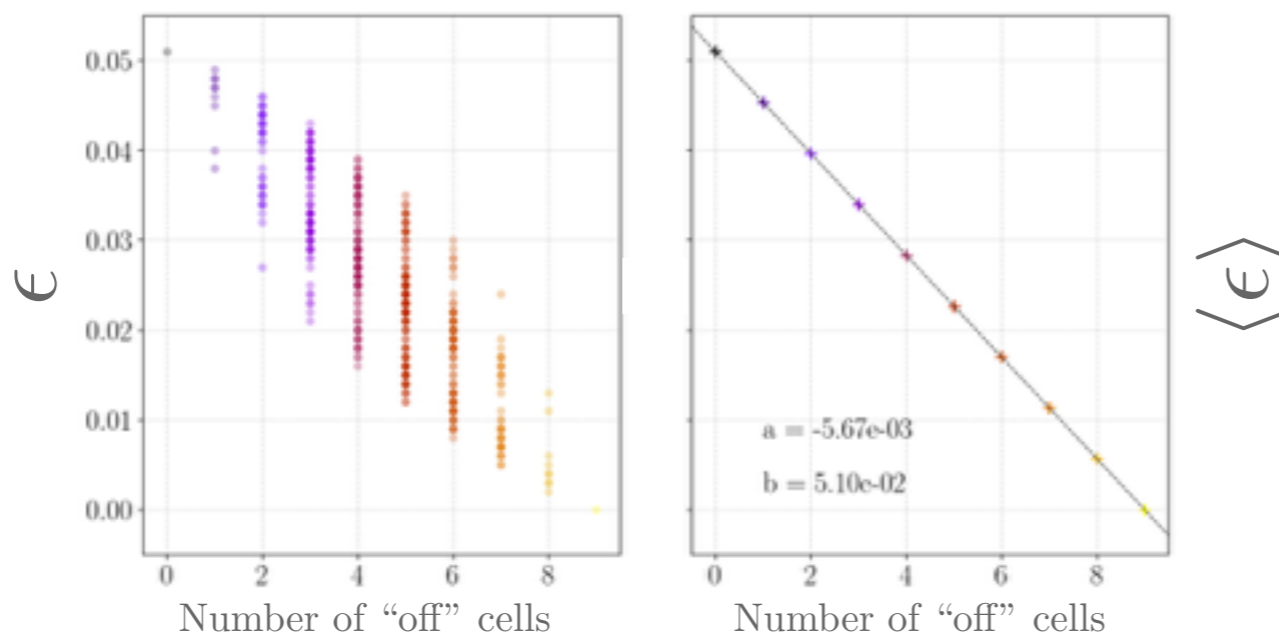 ϵ
0.05
0.04
0.03
0.02
0.01
0.00
0 2 4 6 8
Number of “off” cells
a = -5.67e-03
b = 5.10e-02
0 2 4 6 8
Number of “off” cells
⟨ϵ⟩